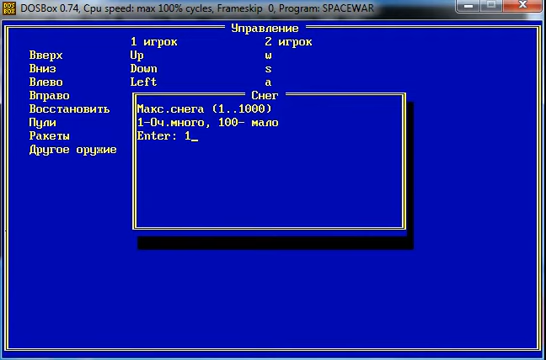 DOSBox 0.74, Cpu speed: max 100% cycles, Frameskip 0, Program: SPACEWAR
Управление
1 игрок 2 игрок
Вверх Up w
Вниз Down s
Влево Left a
Вправо
Восстановить
Пули
Ракеты
Другое оружие
Снег
Макс.снега (1..1000)
1-Оч.много, 100- мало
Enter: 1_